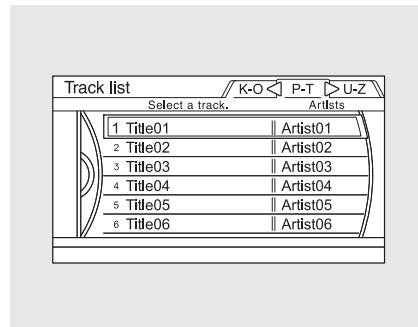 Track list K-O P-T U-Z
Select a track. Artists
1 Title01 Artist01
2 Title02 Artist02
3 Title03 Artist03
4 Title04 Artist04
5 Title05 Artist05
6 Title06 Artist06